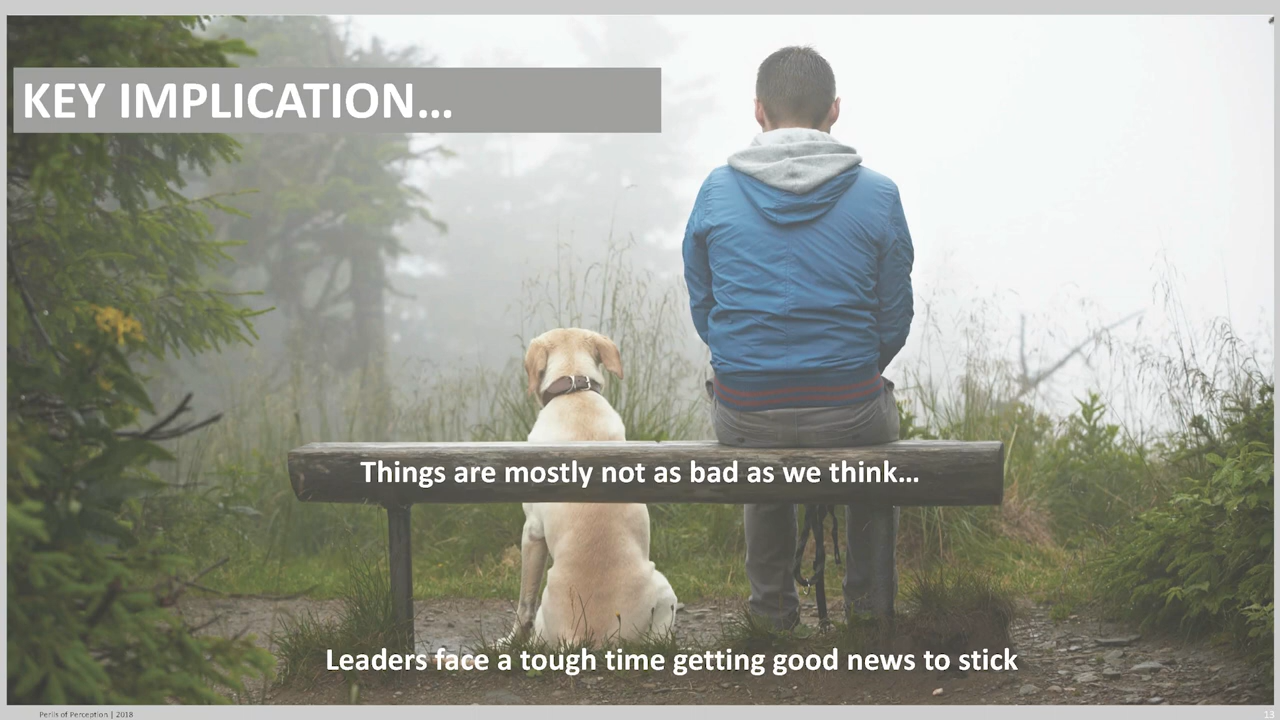 KEY IMPLICATION…
Things are mostly not as bad as we think…
Leaders face a tough time getting good news to stick
Perils of Perception | 2018
13